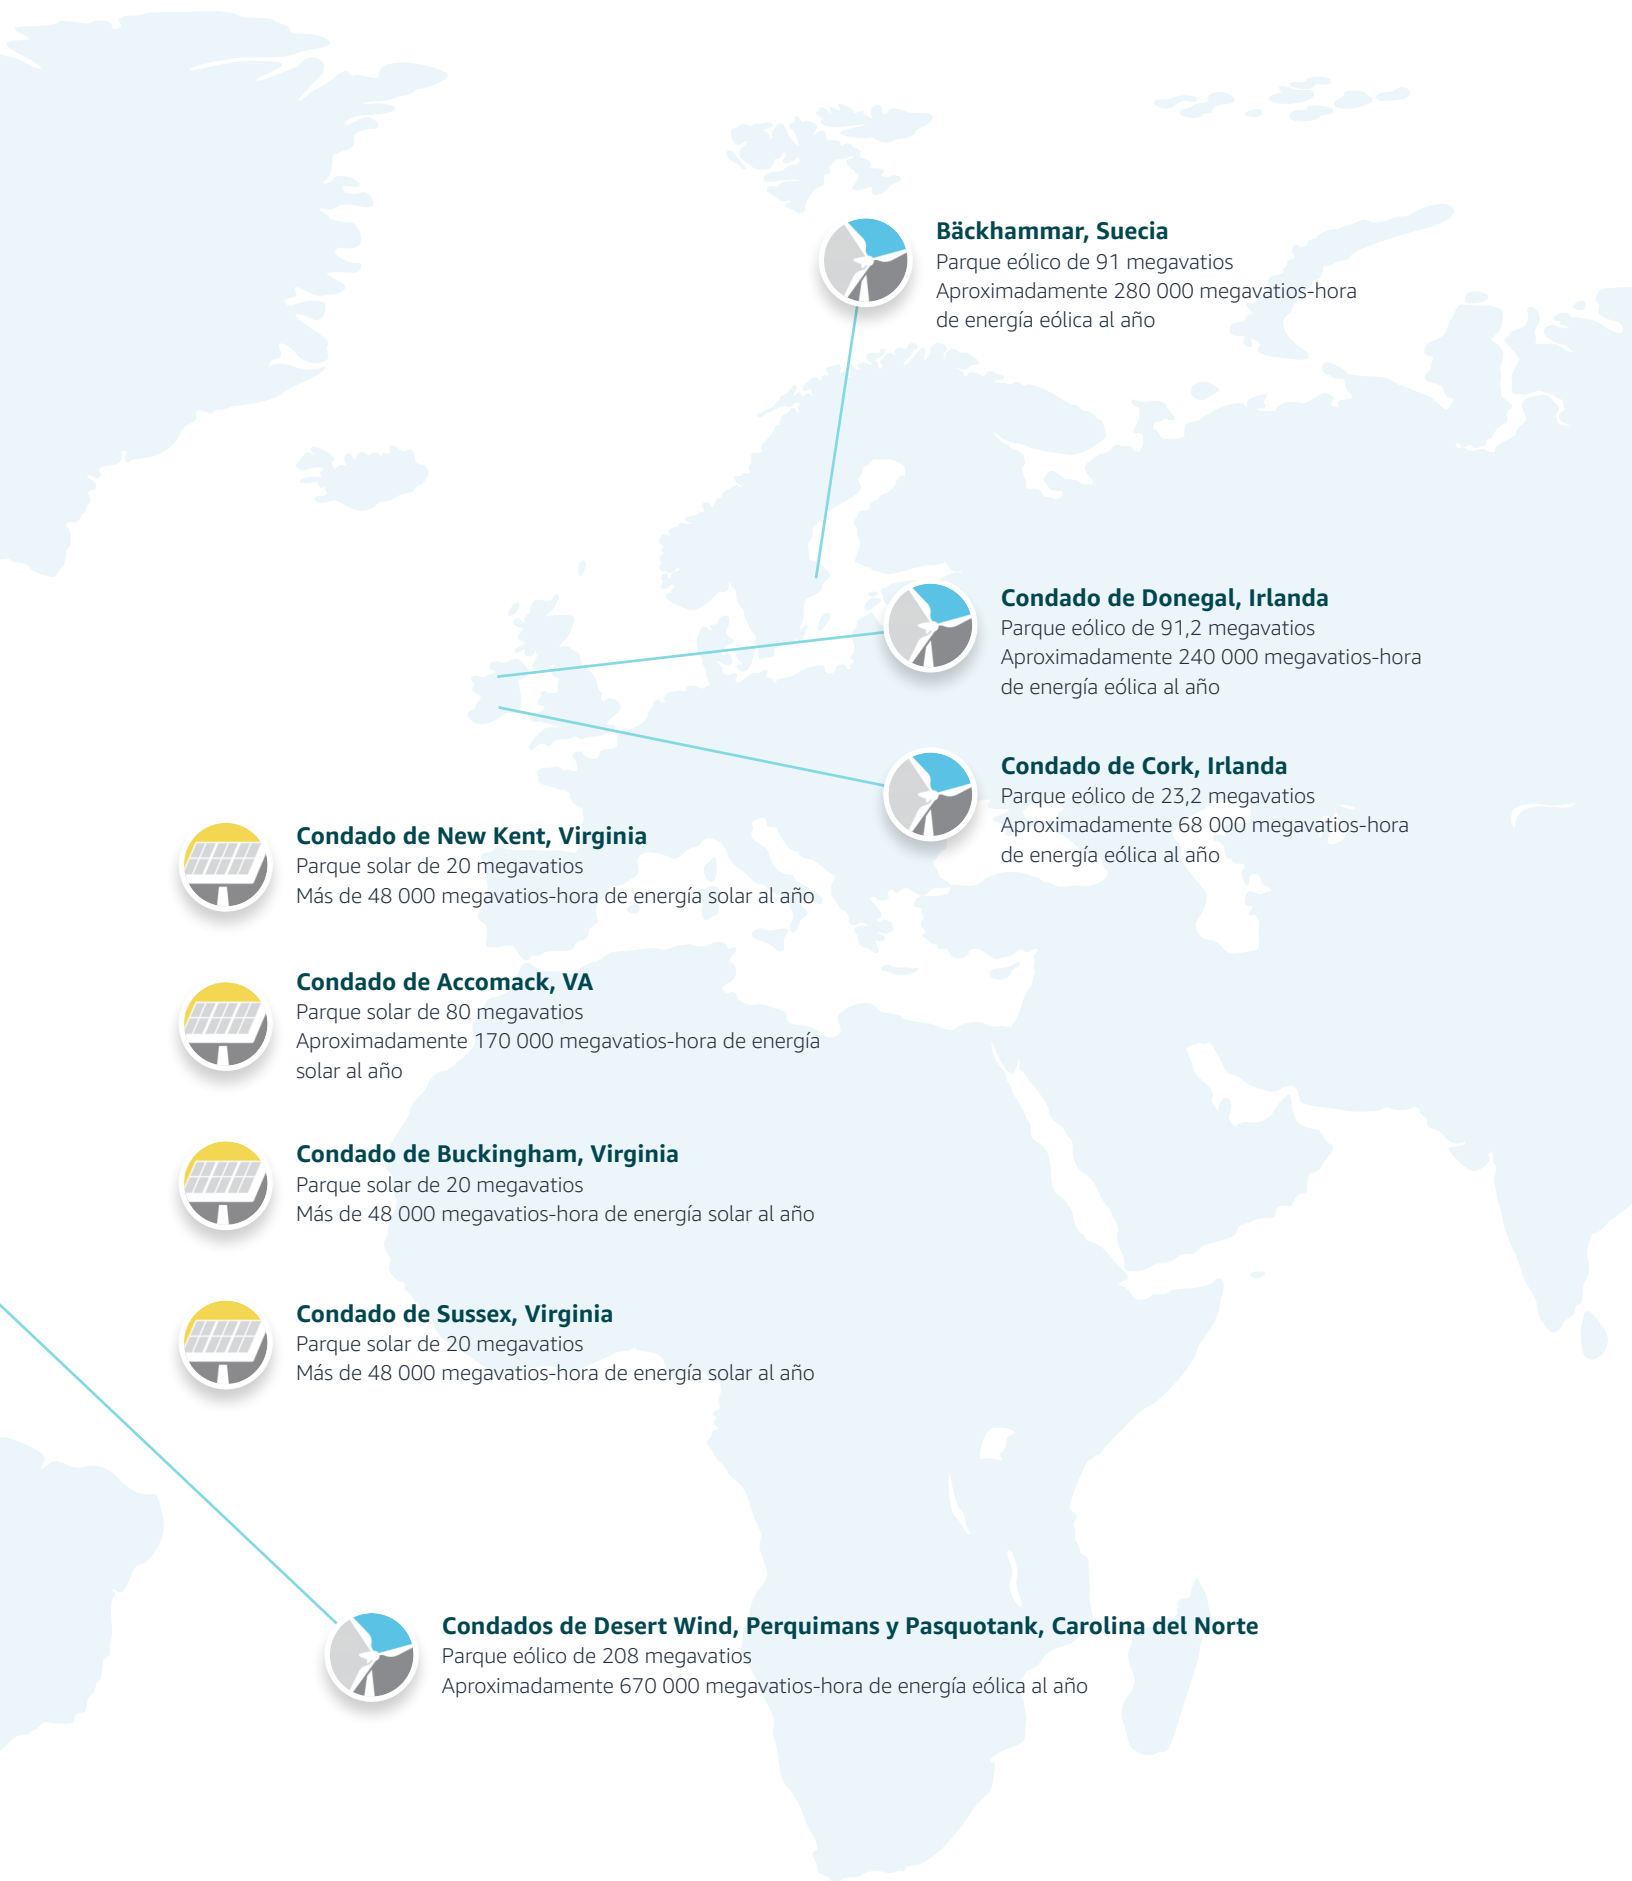 Bäckhammar, Suecia
Parque eólico de 91 megavatios
Aproximadamente 280 000 megavatios-hora
de energía eólica al año
Condado de Donegal, Irlanda
Parque eólico de 91,2 megavatios
Aproximadamente 240 000 megavatios-hora
de energía eólica al año
Condado de Cork, Irlanda
Parque eólico de 23,2 megavatios
Aproximadamente 68 000 megavatios-hora
de energía eólica al año
Condado de New Kent, Virginia
Parque solar de 20 megavatios
Más de 48 000 megavatios-hora de energía solar al año
Condado de Accomack, VA
Parque solar de 80 megavatios
Aproximadamente 170 000 megavatios-hora de energía
solar al año
Condado de Buckingham, Virginia
Parque solar de 20 megavatios
Más de 48 000 megavatios-hora de energía solar al año
Condado de Sussex, Virginia
Parque solar de 20 megavatios
Más de 48 000 megavatios-hora de energía solar al año
Condados de Desert Wind, Perquimans y Pasquotank, Carolina del Norte
Parque eólico de 208 megavatios
Aproximadamente 670 000 megavatios-hora de energía eólica al año